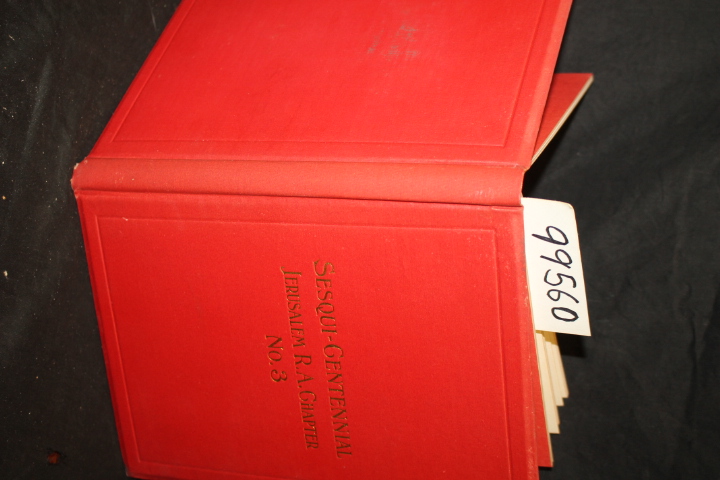 SESQUI-CENTENNIAL
JERUSALEM R.A. CHAPTER
No. 3
99560